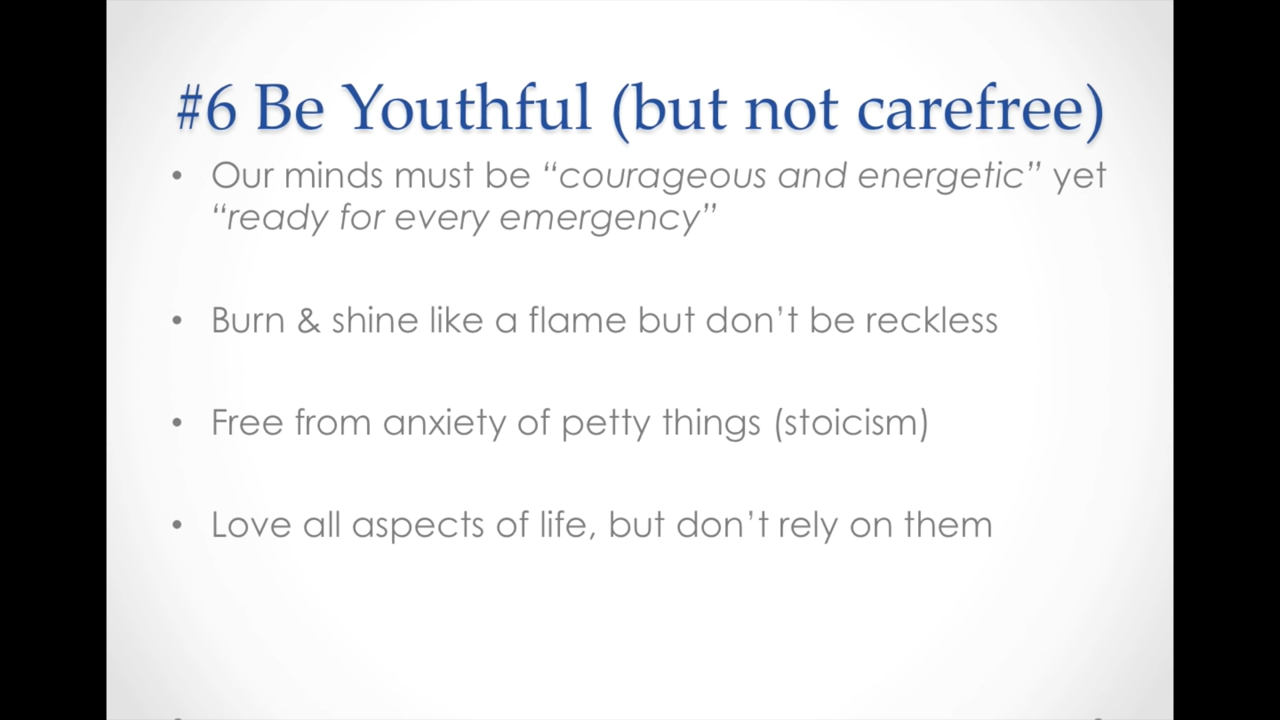 #6 Be Youthful (but not carefree)
• Our minds must be “courageous and energetic” yet
“ready for every emergency”
• Burn & shine like a flame but don’t be reckless
• Free from anxiety of petty things (stoicism)
• Love all aspects of life, but don’t rely on them